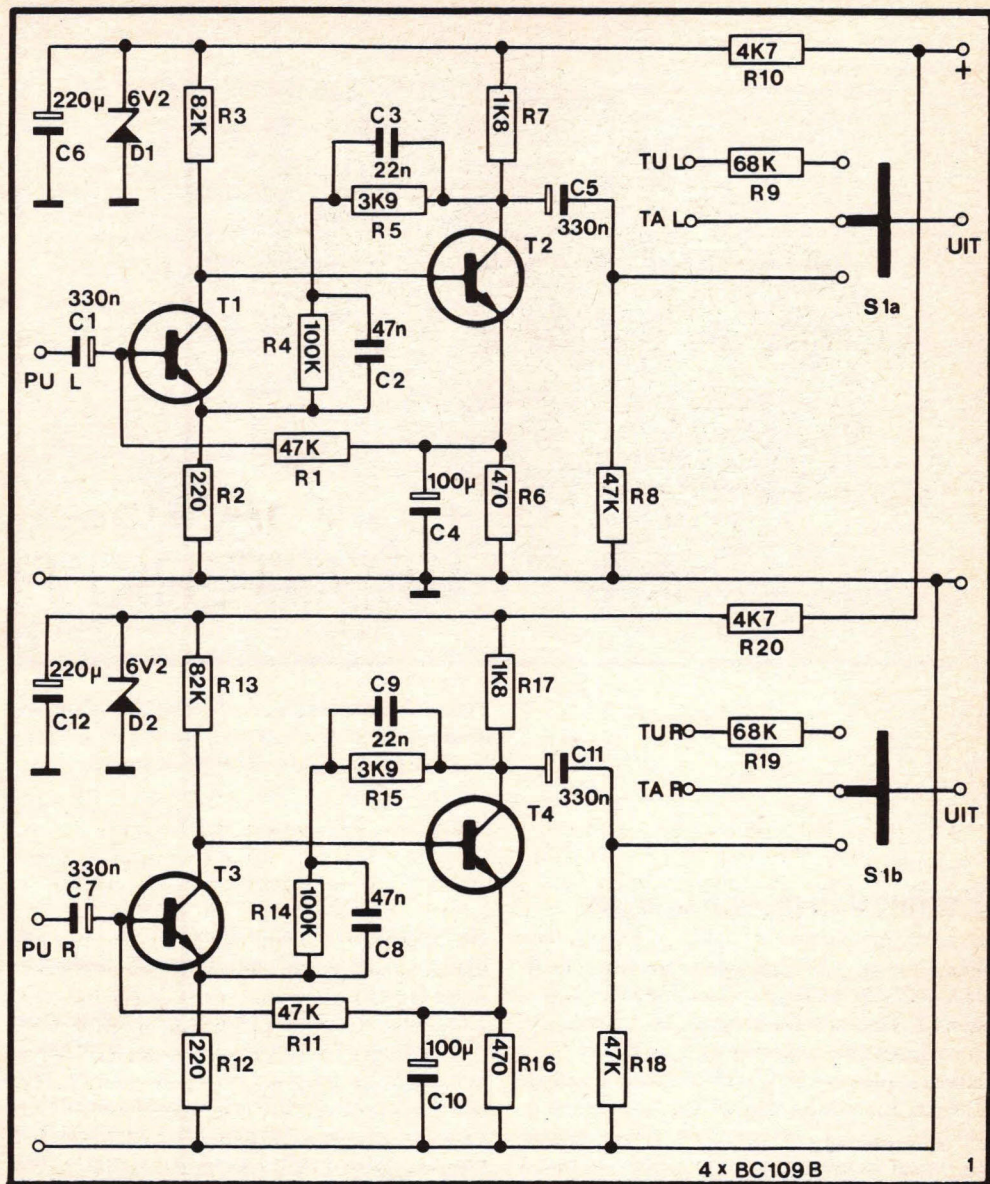 4K7
R10
+
220µ
C6
6V2
D1
82K
R3
C3
22n
3K9
R5
1K8
R7
C5
330n
TU L
68K
R9
TA L
UIT
S1a
T2
T1
330n
C1
PU L
R4
100K
47n
C2
47K
R1
220
R2
100µ
C4
470
R6
47K
R8
4K7
R20
220µ
C12
6V2
D2
82K
R13
C9
22n
3K9
R15
1K8
R17
C11
330n
TU R
68K
R19
TA R
UIT
S1b
T4
T3
330n
C7
PU R
R14
100K
47n
C8
47K
R11
220
R12
100µ
C10
470
R16
47K
R18
4 x BC109B
1